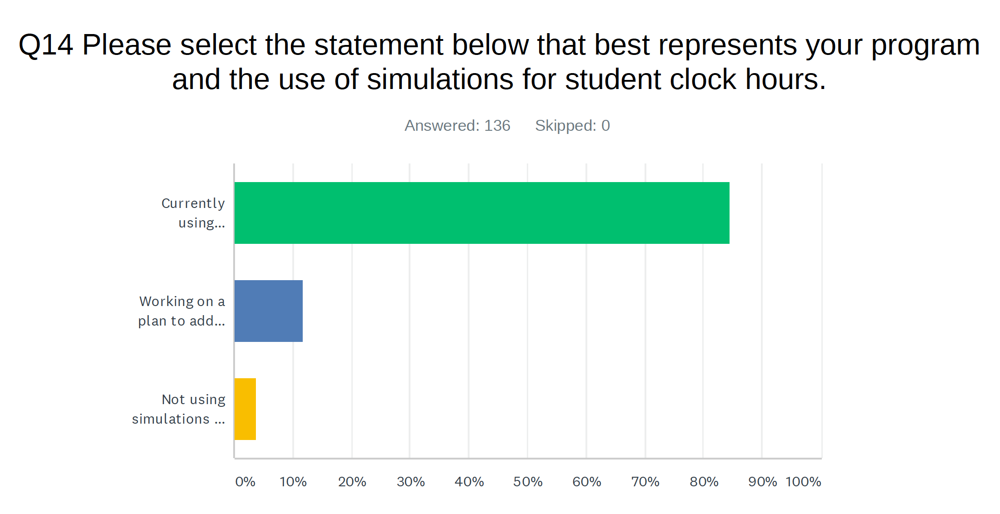 Q14 Please select the statement below that best represents your program
and the use of simulations for student clock hours.
Answered: 136 Skipped: 0
Currently
using...
Working on a
plan to add...
Not using
simulations ...
0% 10% 20% 30% 40% 50% 60% 70% 80% 90% 100%